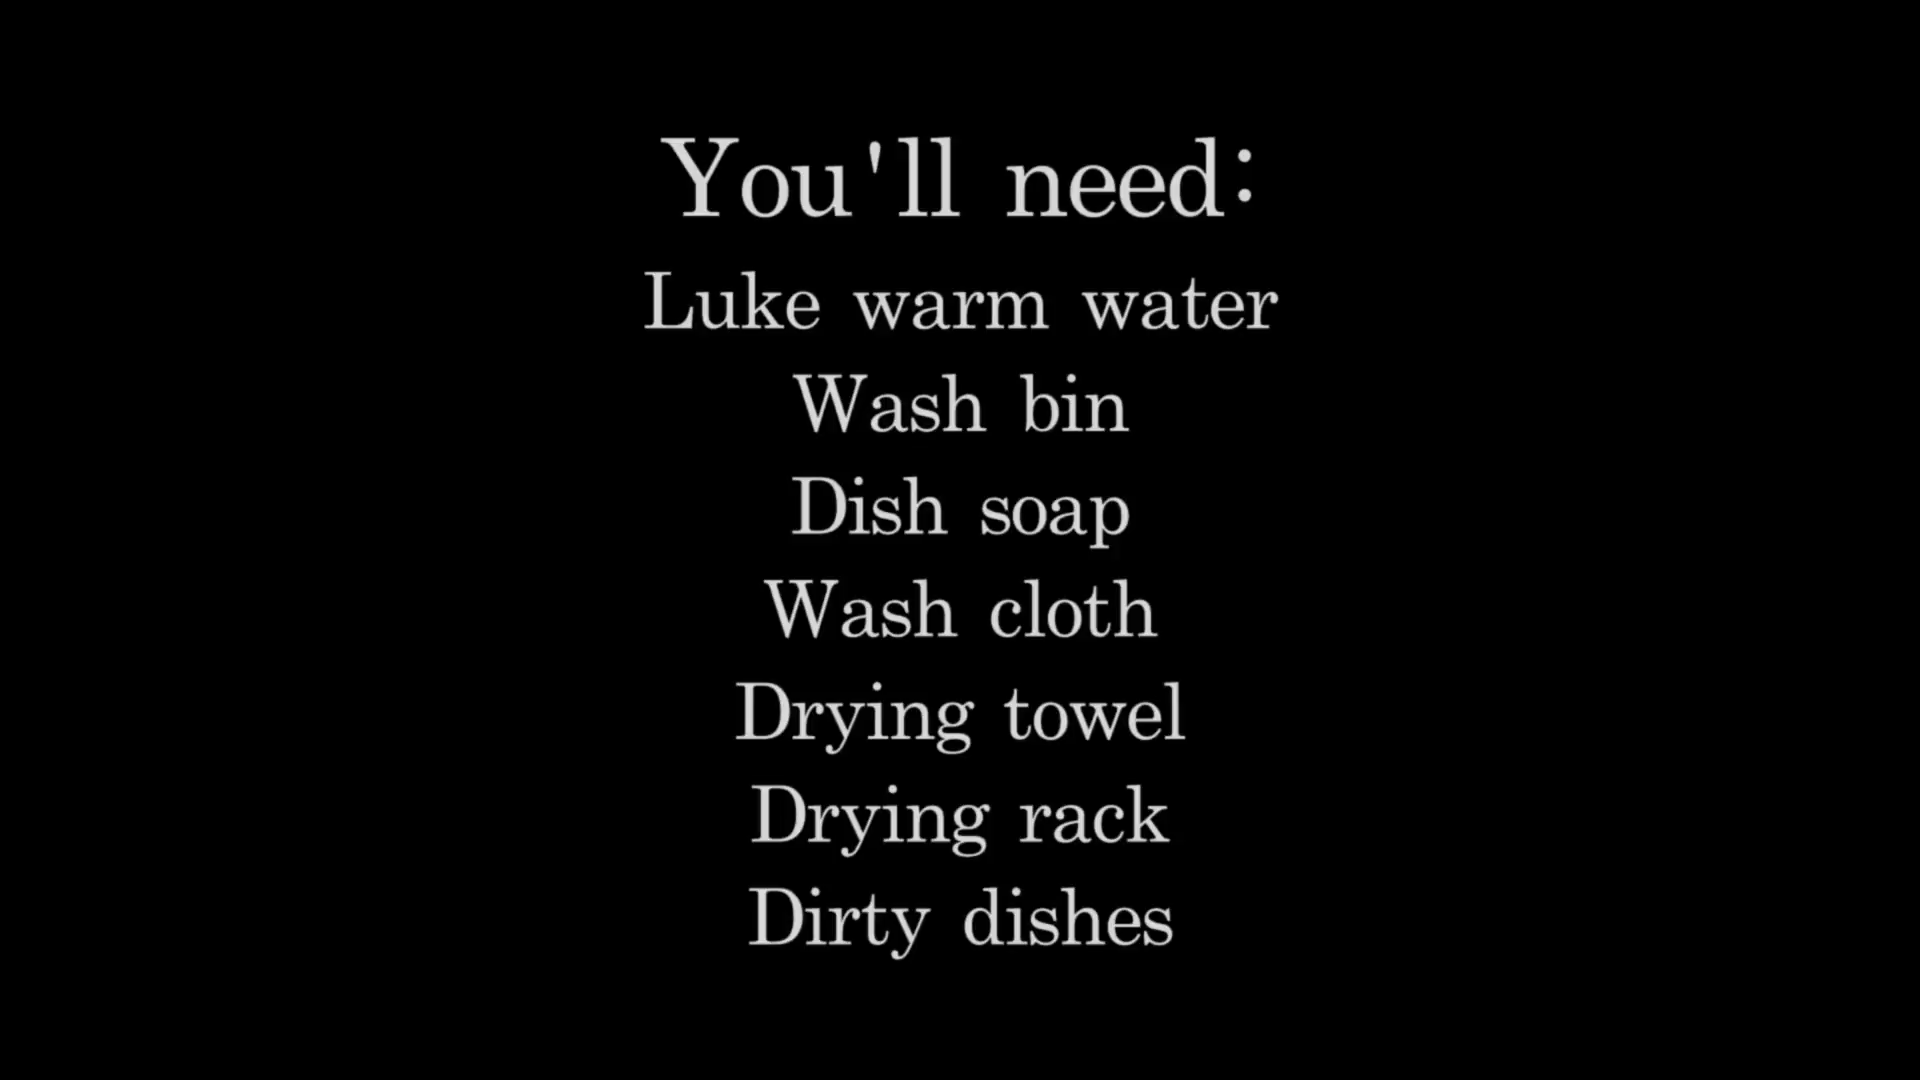 You'll need:
Luke warm water
Wash bin
Dish soap
Wash cloth
Drying towel
Drying rack
Dirty dishes